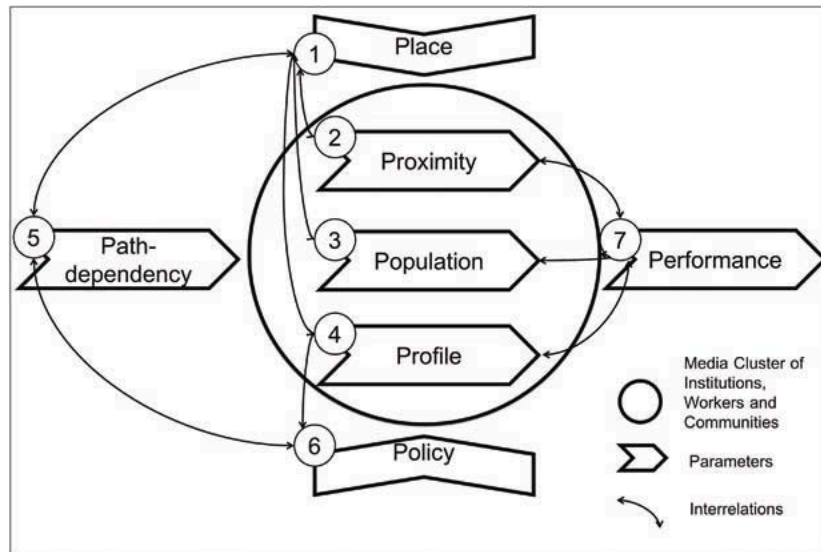 1
Place
2
Proximity
3
Population
4
Profile
5
Path-
dependency
6
Policy
7
Performance
Media Cluster of
Institutions,
Workers and
Communities
Parameters
Interrelations